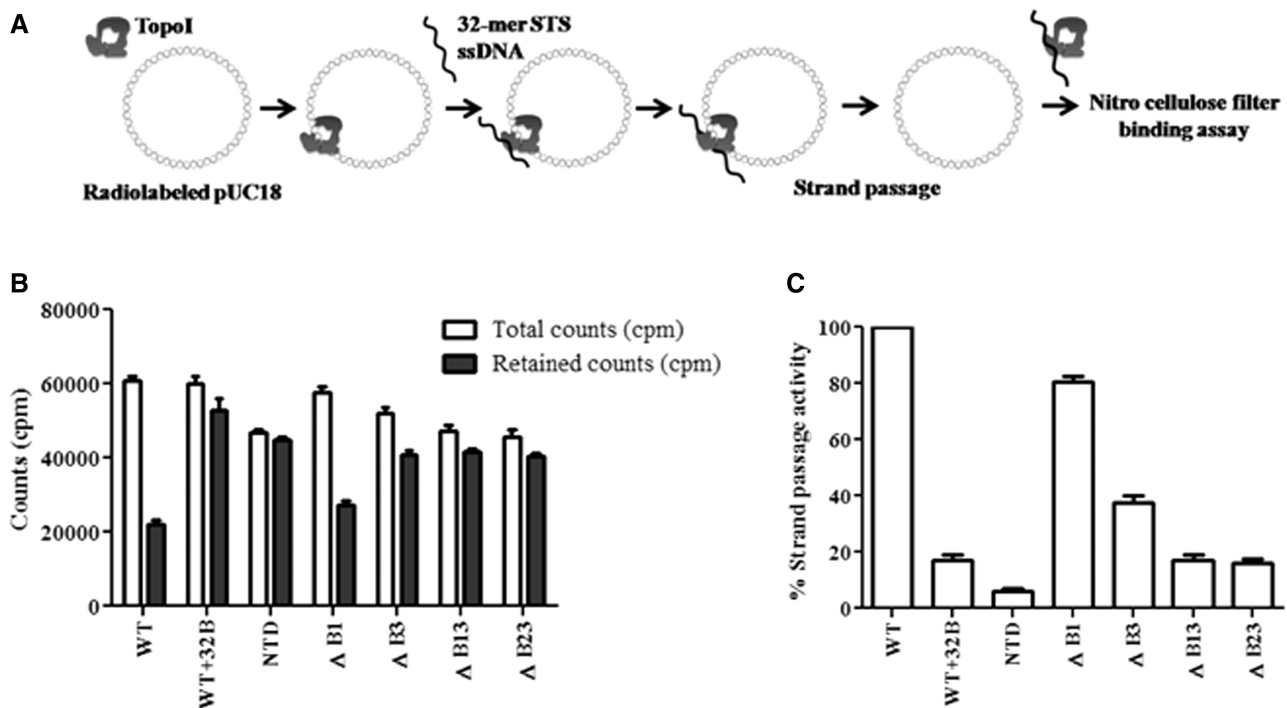 A
TopoI
32-mer STS
ssDNA
Radiolabeled pUC18
Strand passage
Nitro cellulose filter
binding assay
B
Counts (cpm)
80000
60000
40000
20000
0
Total counts (cpm)
Retained counts (cpm)
WT
WT+32B
NTD
Δ B1
Δ B3
Δ B13
Δ B23
C
% Strand passage activity
100
80
60
40
20
0
WT
WT+32B
NTD
Δ B1
Δ B3
Δ B13
Δ B23